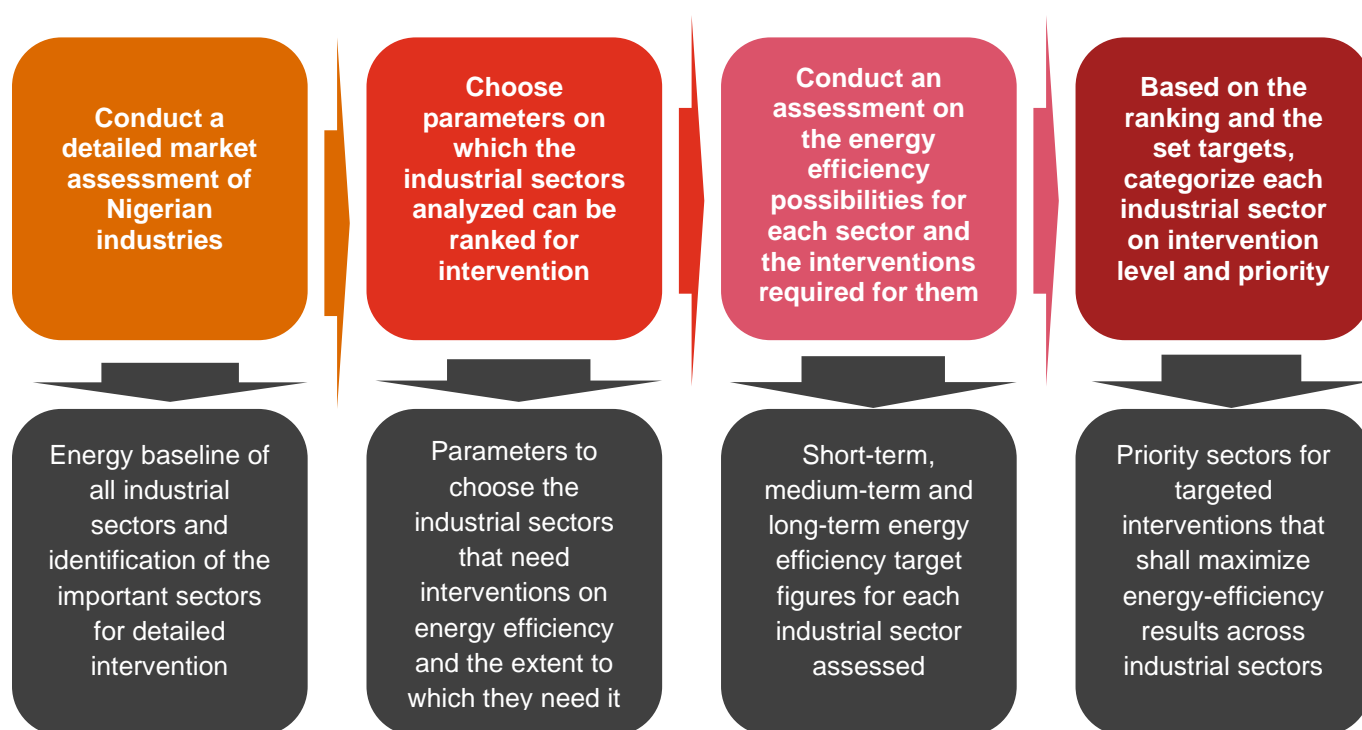 Conduct a
detailed market
assessment of
Nigerian
industries
Choose
parameters on
which the
industrial sectors
analyzed can be
ranked for
intervention
Conduct an
assessment on
the energy
efficiency
possibilities for
each sector and
the interventions
required for them
Based on the
ranking and the
set targets,
categorize each
industrial sector
on intervention
level and priority
Energy baseline of
all industrial
sectors and
identification of the
important sectors
for detailed
intervention
Parameters to
choose the
industrial sectors
that need
interventions on
energy efficiency
and the extent to
which they need it
Short-term,
medium-term and
long-term energy
efficiency target
figures for each
industrial sector
assessed
Priority sectors for
targeted
interventions that
shall maximize
energy-efficiency
results across
industrial sectors